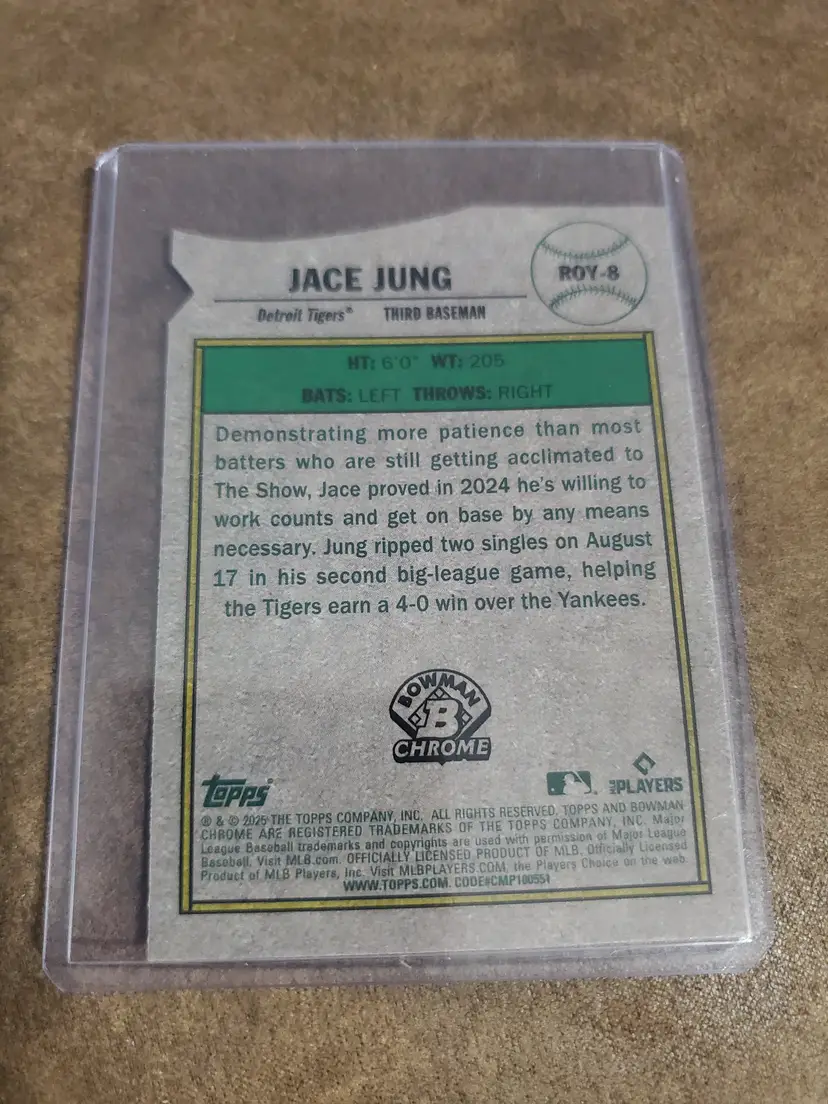 JACE JUNG
ROY-8
Detroit Tigers® THIRD BASEMAN
HT: 6'0" WT: 205
BATS: LEFT THROWS: RIGHT
Demonstrating more patience than most
batters who are still getting acclimated to
The Show, Jace proved in 2024 he's willing to
work counts and get on base by any means
necessary. Jung ripped two singles on August
17 in his second big-league game, helping
the Tigers earn a 4-0 win over the Yankees.
BOWMAN
B
CHROME
topps®
MLB PLAYERS
® & © 2025 THE TOPPS COMPANY, INC. ALL RIGHTS RESERVED. TOPPS AND BOWMAN
CHROME ARE REGISTERED TRADEMARKS OF THE TOPPS COMPANY, INC. Major
League Baseball trademarks and copyrights are used with permission of Major League
Baseball. Visit MLB.com. OFFICIALLY LICENSED PRODUCT OF MLB. Officially Licensed
Product of MLB Players, Inc. Visit MLBPLAYERS.COM, the Players Choice on the web.
WWW.TOPPS.COM. CODE#CMP100551